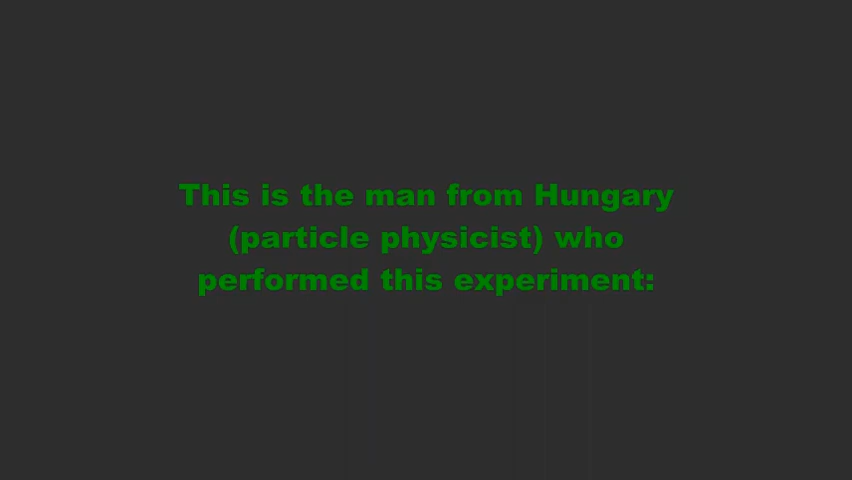 This is the man from Hungary
(particle physicist) who
performed this experiment: